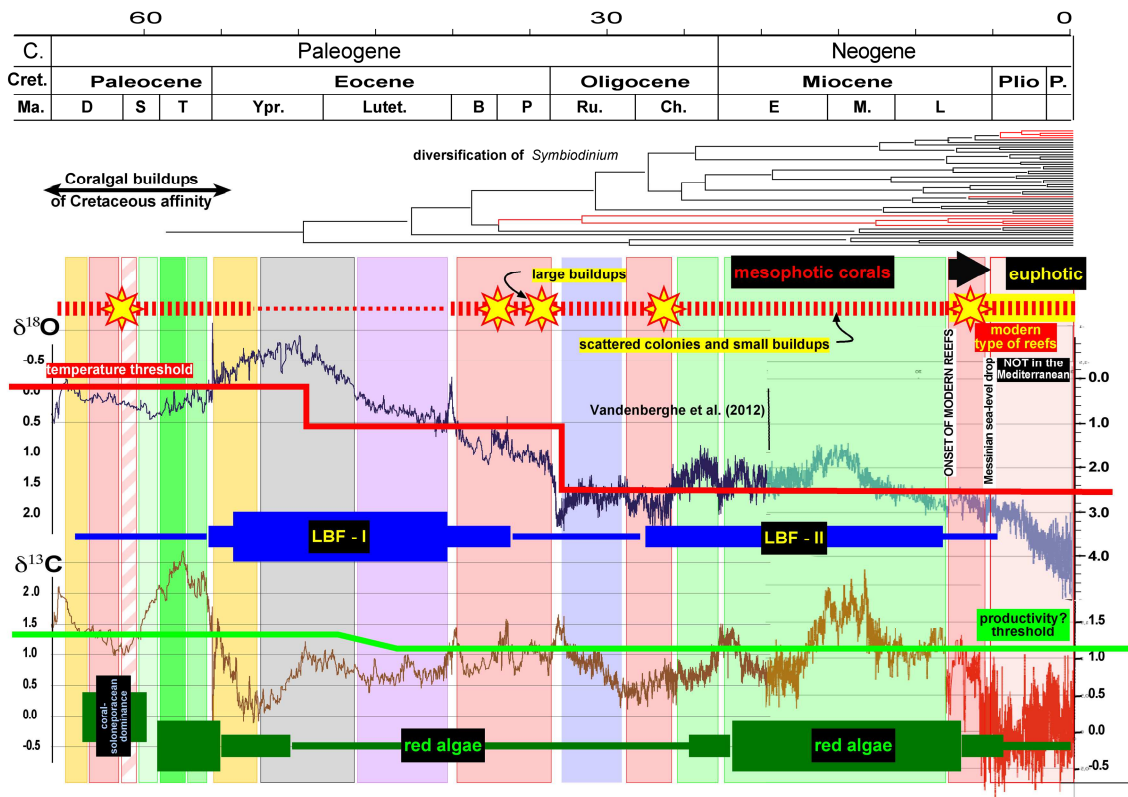 60 30 0
C. Paleogene Neogene
Cret. Paleocene Eocene Oligocene Miocene Plio P.
Ma. D S T Ypr. Lutet. B P Ru. Ch. E M. L
diversification of Symbiodinium
Coralgal buildups
of Cretaceous affinity
large buildups
mesophotic corals
euphotic
δ18O
scattered colonies and small buildups
modern
type of reefs
NOT in the
Mediterranean
temperature threshold
Vandenberghe et al. (2012)
ONSET OF MODERN REEFS
Messinian sea-level drop
-0.5
0.0
0.5
1.0
1.5
2.0
0.0
1.0
2.0
3.0
4.0
LBF - I
LBF - II
δ13C
2.0
1.5
1.0
0.5
0.0
-0.5
productivity?
threshold
1.5
1.0
0.5
0.0
-0.5
coral-
soloneporacean
dominance
red algae
red algae